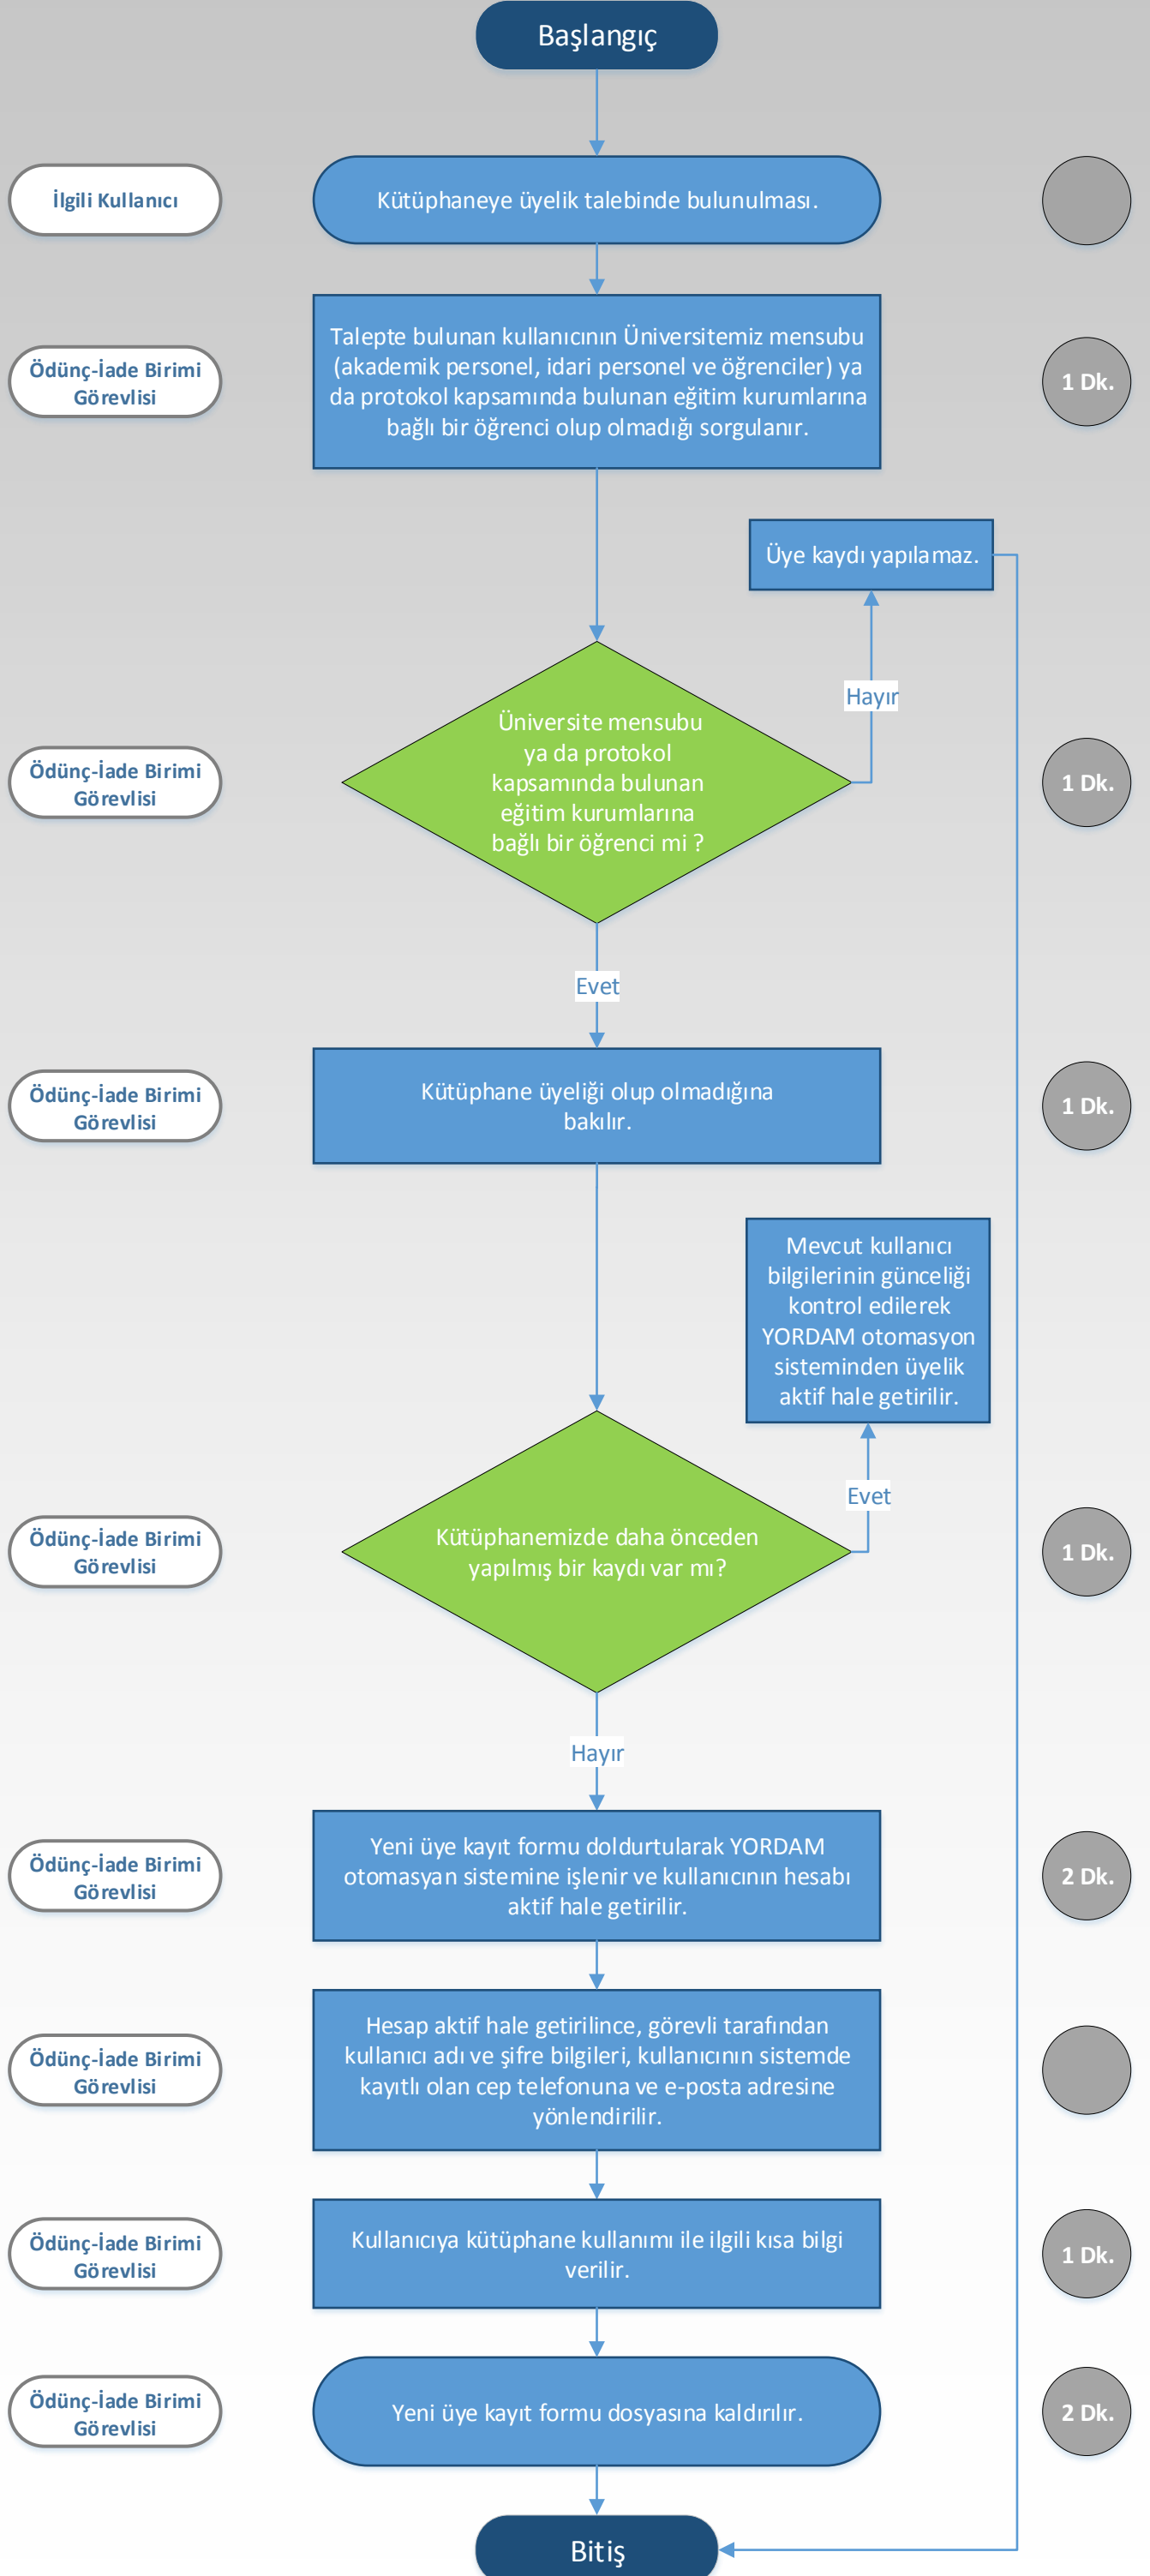 Başlangıç
İlgili Kullanıcı
Kütüphaneye üyelik talebinde bulunulması.
Ödünç-İade Birimi
Görevlisi
Talepte bulunan kullanıcının Üniversitemiz mensubu
(akademik personel, idari personel ve öğrenciler) ya
da protokol kapsamında bulunan eğitim kurumlarına
bağlı bir öğrenci olup olmadığı sorgulanır.
1 Dk.
Üye kaydı yapılamaz.
Hayır
Ödünç-İade Birimi
Görevlisi
Üniversite mensubu
ya da protokol
kapsamında bulunan
eğitim kurumlarına
bağlı bir öğrenci mi ?
1 Dk.
Evet
Ödünç-İade Birimi
Görevlisi
Kütüphane üyeliği olup olmadığına
bakılır.
1 Dk.
Mevcut kullanıcı
bilgilerinin günceliği
kontrol edilerek
YORDAM otomasyon
sisteminden üyelik
aktif hale getirilir.
Evet
Ödünç-İade Birimi
Görevlisi
Kütüphanemizde daha önceden
yapılmış bir kaydı var mı?
1 Dk.
Hayır
Ödünç-İade Birimi
Görevlisi
Yeni üye kayıt formu doldurtularak YORDAM
otomasyan sistemine işlenir ve kullanıcının hesabı
aktif hale getirilir.
2 Dk.
Ödünç-İade Birimi
Görevlisi
Hesap aktif hale getirilince, görevli tarafından
kullanıcı adı ve şifre bilgileri, kullanıcının sistemde
kayıtlı olan cep telefonuna ve e-posta adresine
yönlendirilir.
Ödünç-İade Birimi
Görevlisi
Kullanıcıya kütüphane kullanımı ile ilgili kısa bilgi
verilir.
1 Dk.
Ödünç-İade Birimi
Görevlisi
Yeni üye kayıt formu dosyasına kaldırılır.
2 Dk.
Bitiş